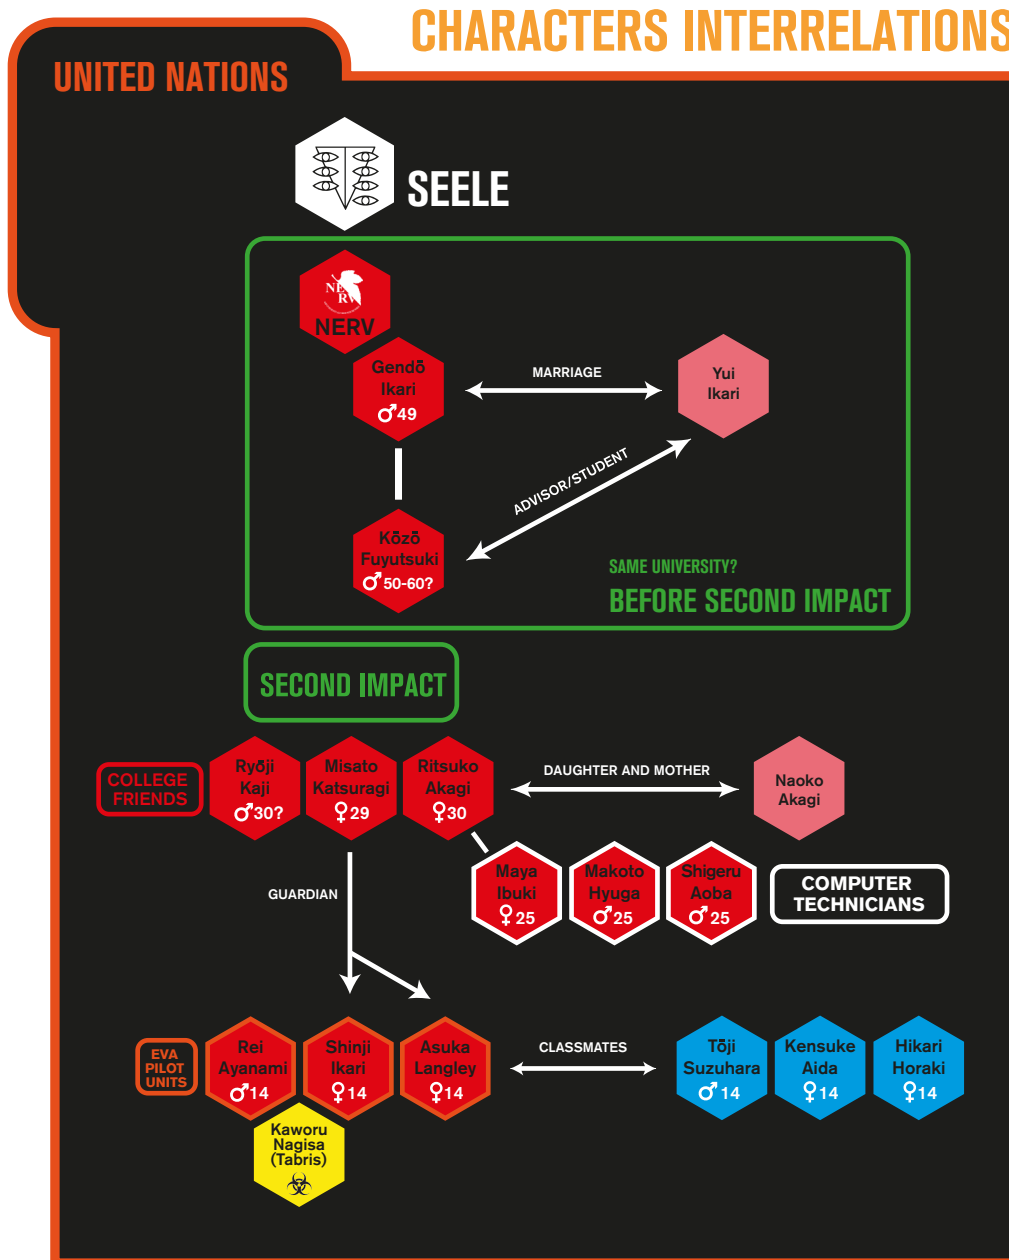 CHARACTERS INTERRELATIONS
UNITED NATIONS
SEELE
NE
RV
NERV
Gendō
Ikari
♂49
MARRIAGE
Yui
Ikari
ADVISOR/STUDENT
Kōzō
Fuyutsuki
♂50-60?
SAME UNIVERSITY?
BEFORE SECOND IMPACT
SECOND IMPACT
COLLEGE
FRIENDS
Ryōji
Kaji
♂30?
Misato
Katsuragi
♀29
Ritsuko
Akagi
♀30
DAUGHTER AND MOTHER
Naoko
Akagi
GUARDIAN
Maya
Ibuki
♀25
Makoto
Hyuga
♂25
Shigeru
Aoba
♂25
COMPUTER
TECHNICIANS
EVA
PILOT
UNITS
Rei
Ayanami
♂14
Shinji
Ikari
♀14
Asuka
Langley
♀14
CLASSMATES
Tōji
Suzuhara
♂14
Kensuke
Aida
♀14
Hikari
Horaki
♀14
Kaworu
Nagisa
(Tabris)